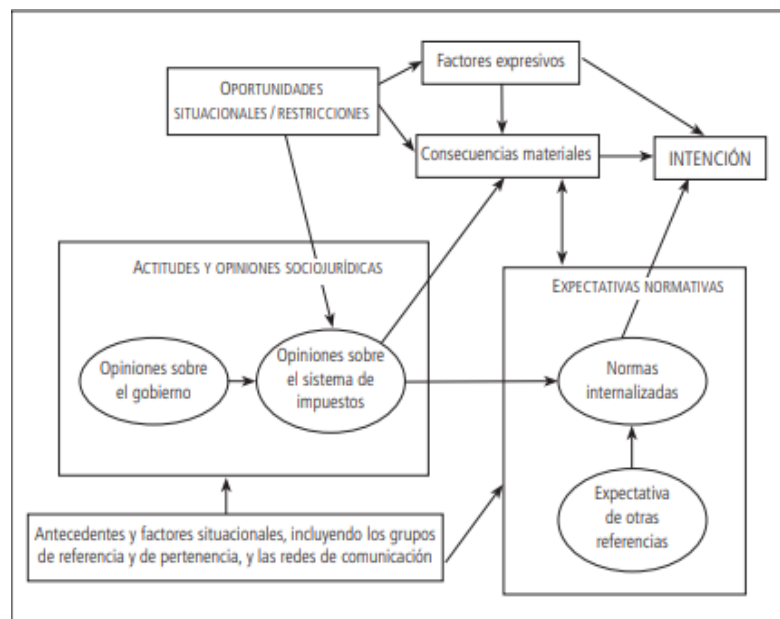 Factores expresivos
OPORTUNIDADES
SITUACIONALES / RESTRICCIONES
Consecuencias materiales
INTENCIÓN
ACTITUDES Y OPINIONES SOCIOJURÍDICAS
EXPECTATIVAS NORMATIVAS
Opiniones sobre
el gobierno
Opiniones sobre
el sistema de
impuestos
Normas
internalizadas
Expectativa
de otras
referencias
Antecedentes y factores situacionales, incluyendo los grupos
de referencia y de pertenencia, y las redes de comunicación